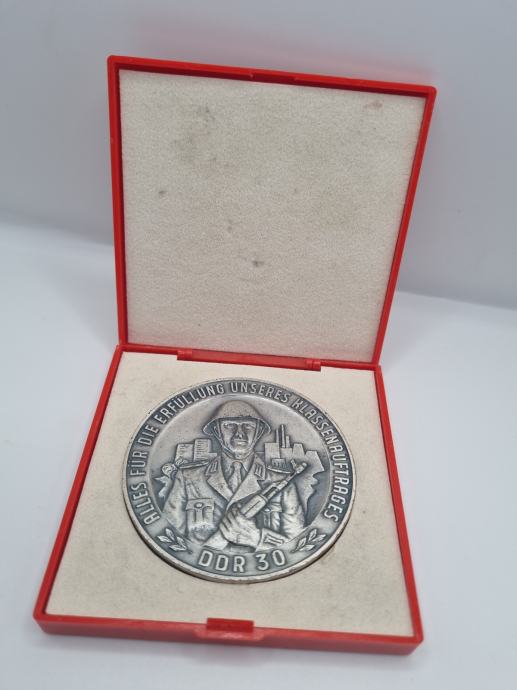 ALLES FÜR DIE ERFÜLLUNG UNSERES KLASSENAUFTRAGES
DDR 30